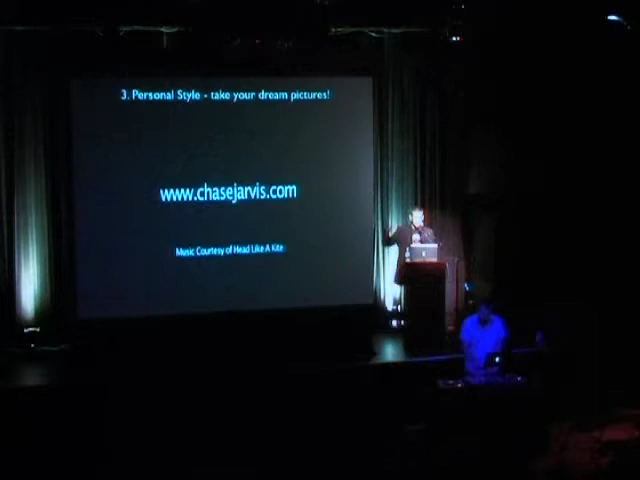 3. Personal Style - take your dream pictures!
www.chasejarvis.com
Music Courtesy of Head Like A Kite